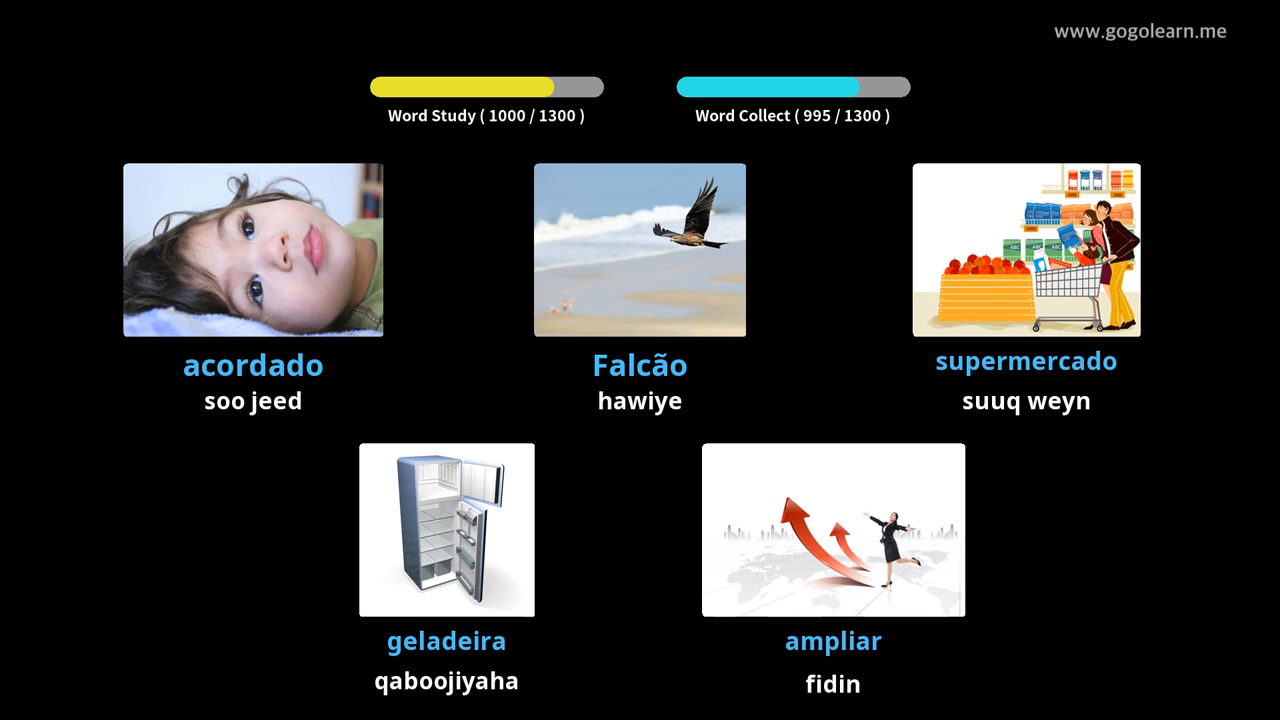 www.gogolearn.me
Word Study ( 1000 / 1300 )
Word Collect ( 995 / 1300 )
acordado
soo jeed
Falcão
hawiye
supermercado
suuq weyn
geladeira
qaboojiyaha
ampliar
fidin